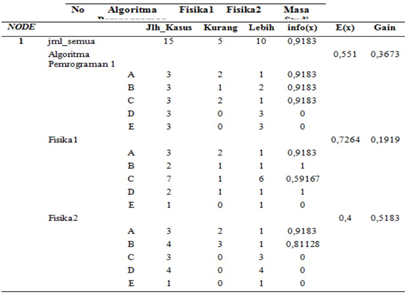 No Algoritma Fisika1 Fisika2 Masa
NODE Jlh_Kasus Kurang Lebih info(x) E(x) Gain
1 jml_semua 15 5 10 0,9183
Algoritma 0,551 0,3673
Pemrograman 1
A 3 2 1 0,9183
B 3 1 2 0,9183
C 3 2 1 0,9183
D 3 0 3 0
E 3 0 3 0
Fisika1 0,7264 0,1919
A 3 2 1 0,9183
B 2 1 1 1
C 7 1 6 0,59167
D 2 1 1 1
E 1 0 1 0
Fisika2 0,4 0,5183
A 3 2 1 0,9183
B 4 3 1 0,81128
C 3 0 3 0
D 4 0 4 0
E 1 0 1 0